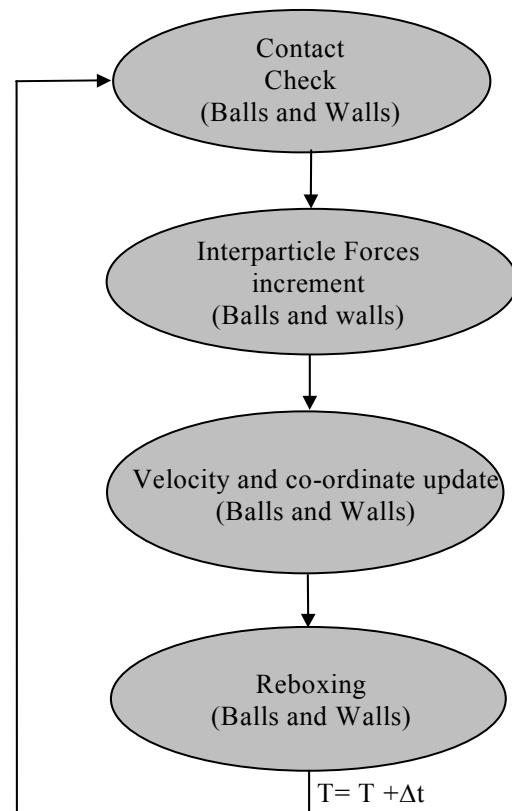 Contact
Check
(Balls and Walls)
Interparticle Forces
increment
(Balls and walls)
Velocity and co-ordinate update
(Balls and Walls)
Reboxing
(Balls and Walls)
T= T +Δt